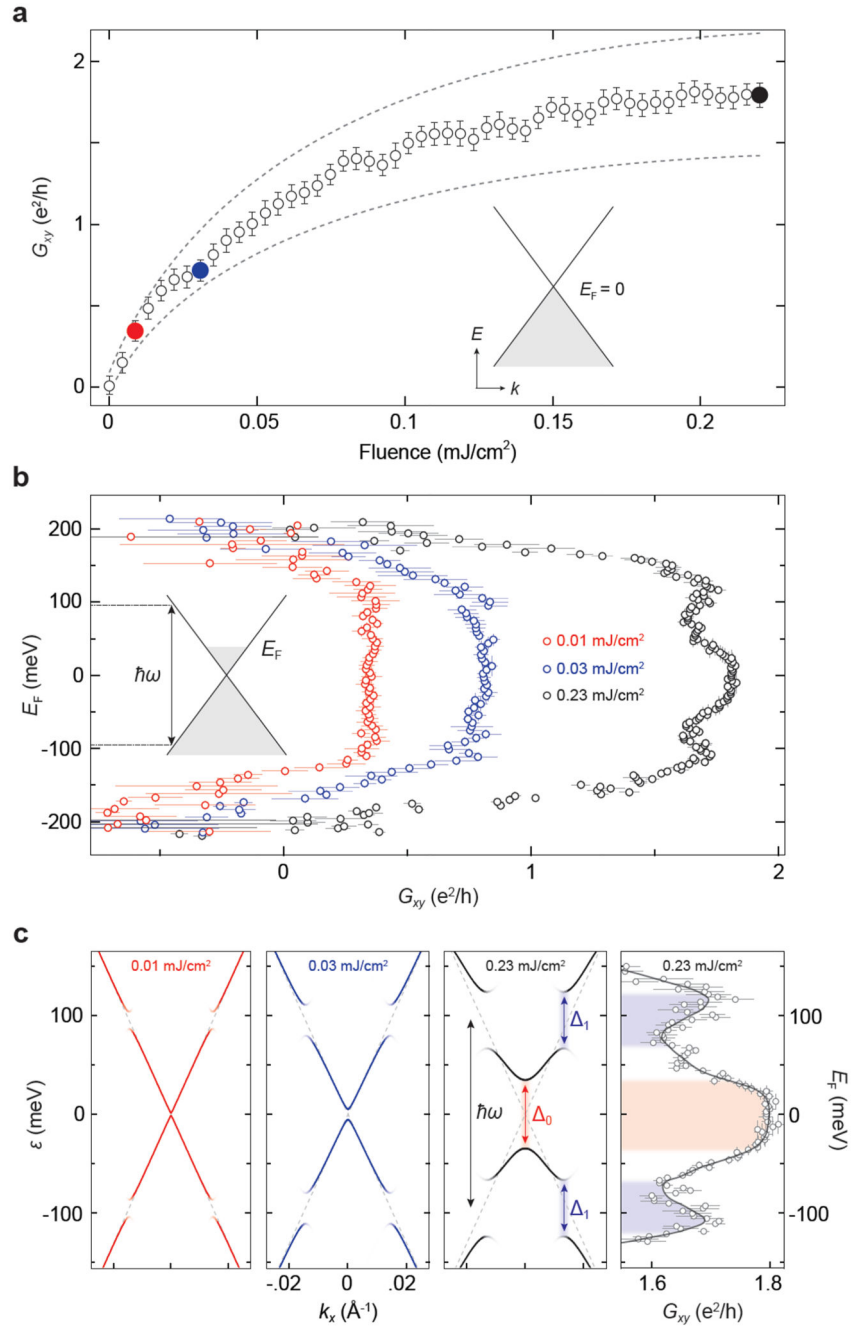 a
2
1
0
G_xy (e²/h)
E_F = 0
E
k
0
0.05
0.1
0.15
0.2
Fluence (mJ/cm²)
b
200
100
0
-100
-200
E_F (meV)
ħω
E_F
0.01 mJ/cm²
0.03 mJ/cm²
0.23 mJ/cm²
0
1
2
G_xy (e²/h)
c
0.01 mJ/cm²
0.03 mJ/cm²
0.23 mJ/cm²
0.23 mJ/cm²
100
0
-100
ε (meV)
ħω
Δ₁
Δ₀
Δ₁
100
0
-100
E_F (meV)
-.02
0
.02
k_x (Å⁻¹)
1.6
1.8
G_xy (e²/h)